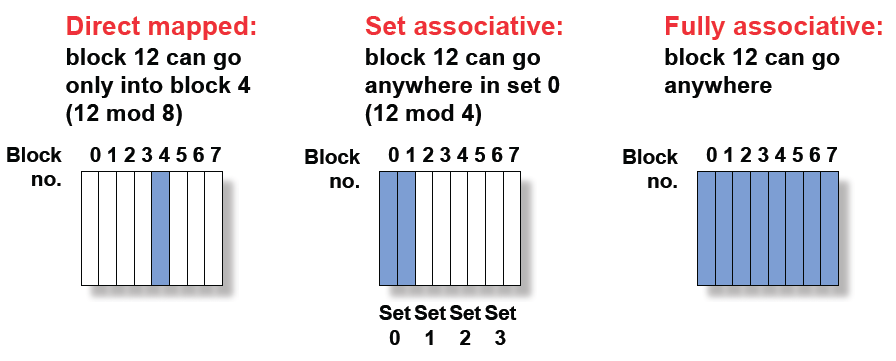 Direct mapped:
block 12 can go
only into block 4
(12 mod 8)
Block
no.
0 1 2 3 4 5 6 7
Set associative:
block 12 can go
anywhere in set 0
(12 mod 4)
Block
no.
0 1 2 3 4 5 6 7
Set Set Set Set
0 1 2 3
Fully associative:
block 12 can go
anywhere
Block
no.
0 1 2 3 4 5 6 7